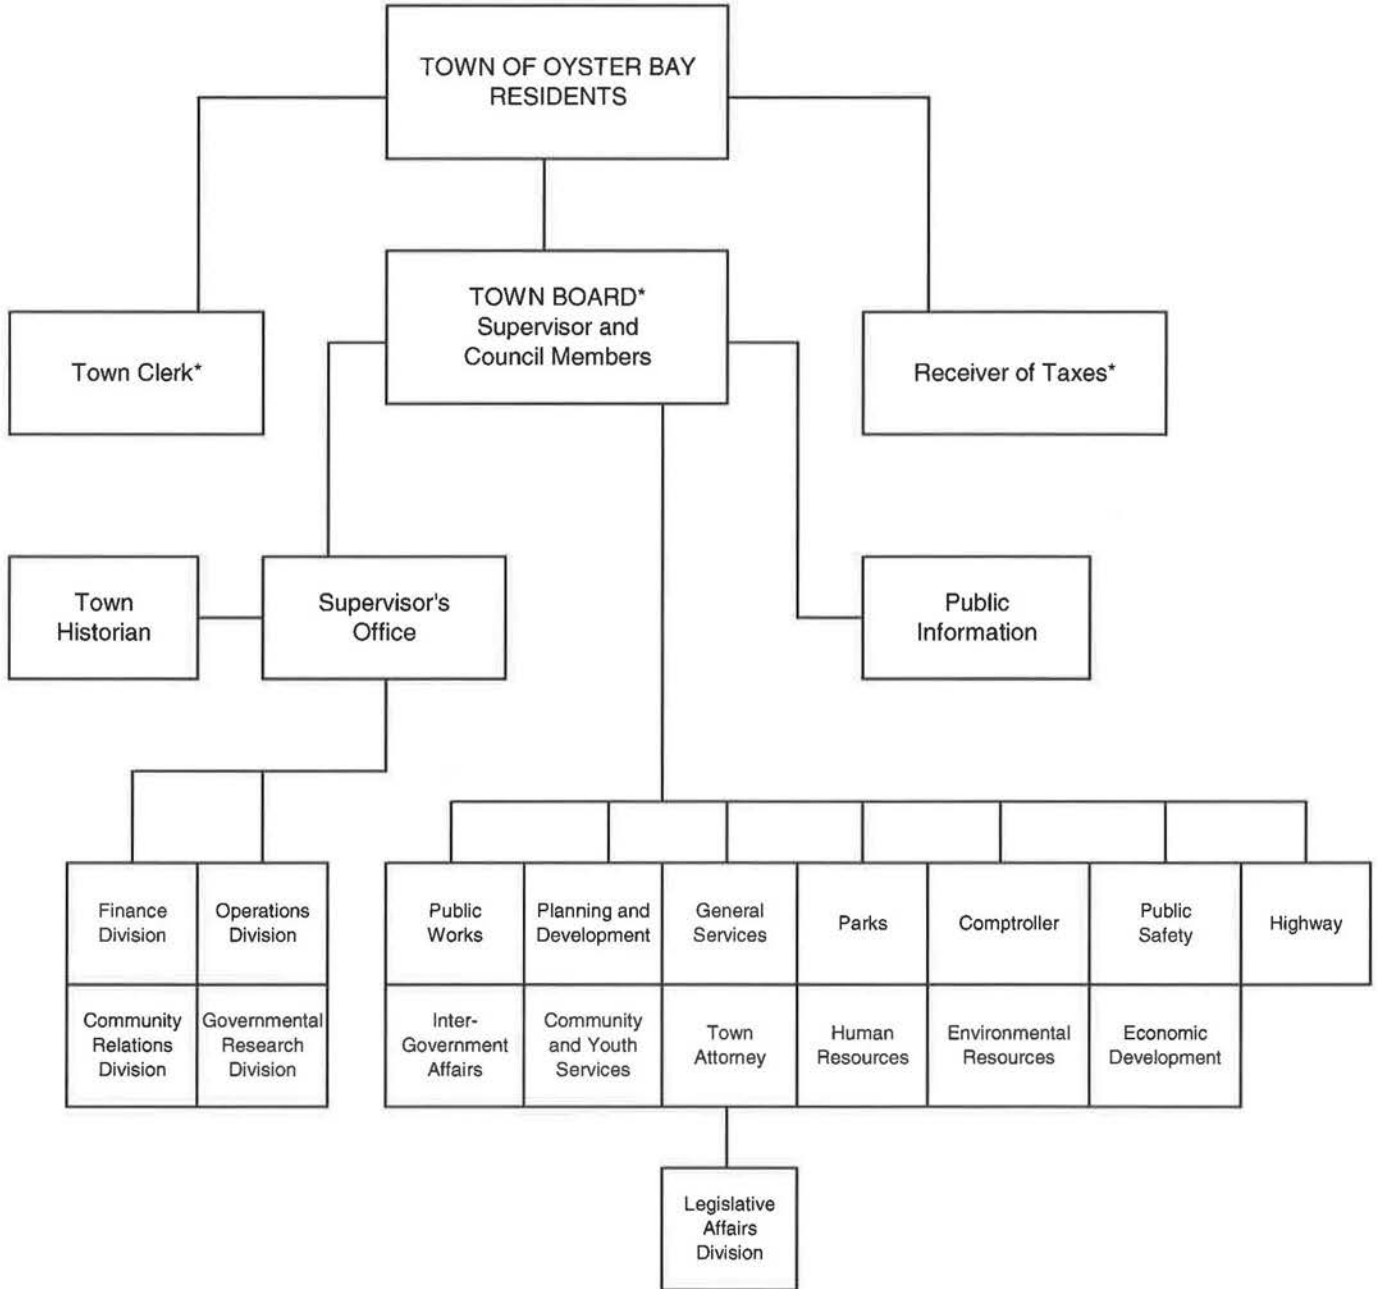 TOWN OF OYSTER BAY
RESIDENTS
TOWN BOARD*
Supervisor and
Council Members
Town Clerk*
Receiver of Taxes*
Town
Historian
Supervisor's
Office
Public
Information
Finance
Division
Operations
Division
Public
Works
Planning and
Development
General
Services
Parks
Comptroller
Public
Safety
Highway
Community
Relations
Division
Governmental
Research
Division
Inter-
Government
Affairs
Community
and Youth
Services
Town
Attorney
Human
Resources
Environmental
Resources
Economic
Development
Legislative
Affairs
Division